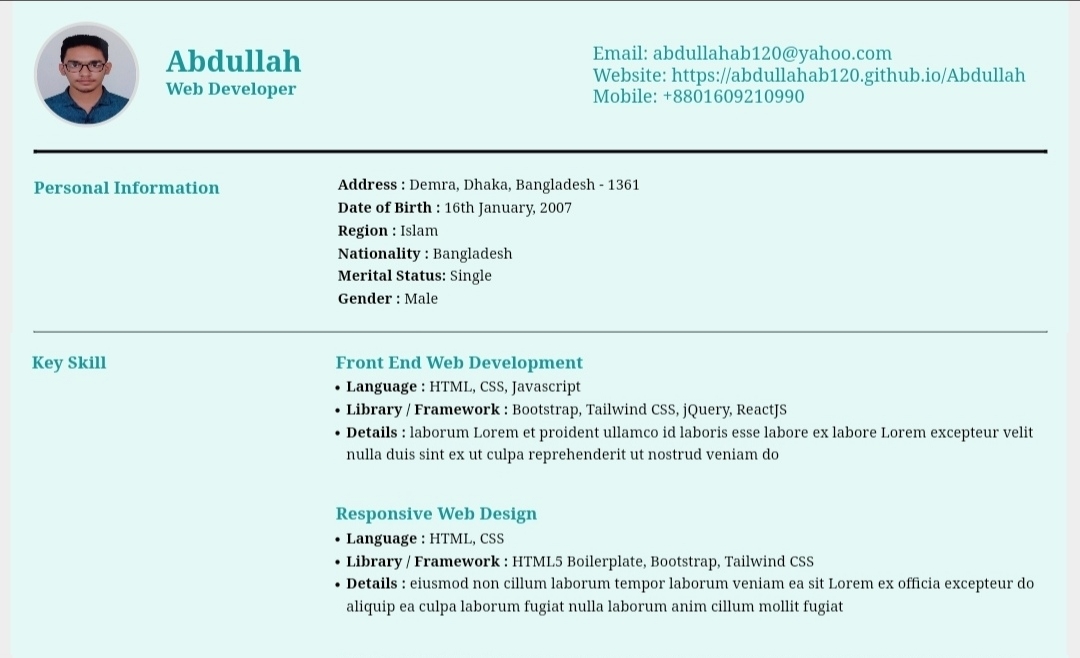 Abdullah
Web Developer
Email: abdullahab120@yahoo.com
Website: https://abdullahab120.github.io/Abdullah
Mobile: +8801609210990
Personal Information
Address : Demra, Dhaka, Bangladesh - 1361
Date of Birth : 16th January, 2007
Region : Islam
Nationality : Bangladesh
Merital Status: Single
Gender : Male
Key Skill
Front End Web Development
• Language : HTML, CSS, Javascript
• Library / Framework : Bootstrap, Tailwind CSS, jQuery, ReactJS
• Details : laborum Lorem et proident ullamco id laboris esse labore ex labore Lorem excepteur velit
nulla duis sint ex ut culpa reprehenderit ut nostrud veniam do
Responsive Web Design
• Language : HTML, CSS
• Library / Framework : HTML5 Boilerplate, Bootstrap, Tailwind CSS
• Details : eiusmod non cillum laborum tempor laborum veniam ea sit Lorem ex officia excepteur do
aliquip ea culpa laborum fugiat nulla laborum anim cillum mollit fugiat